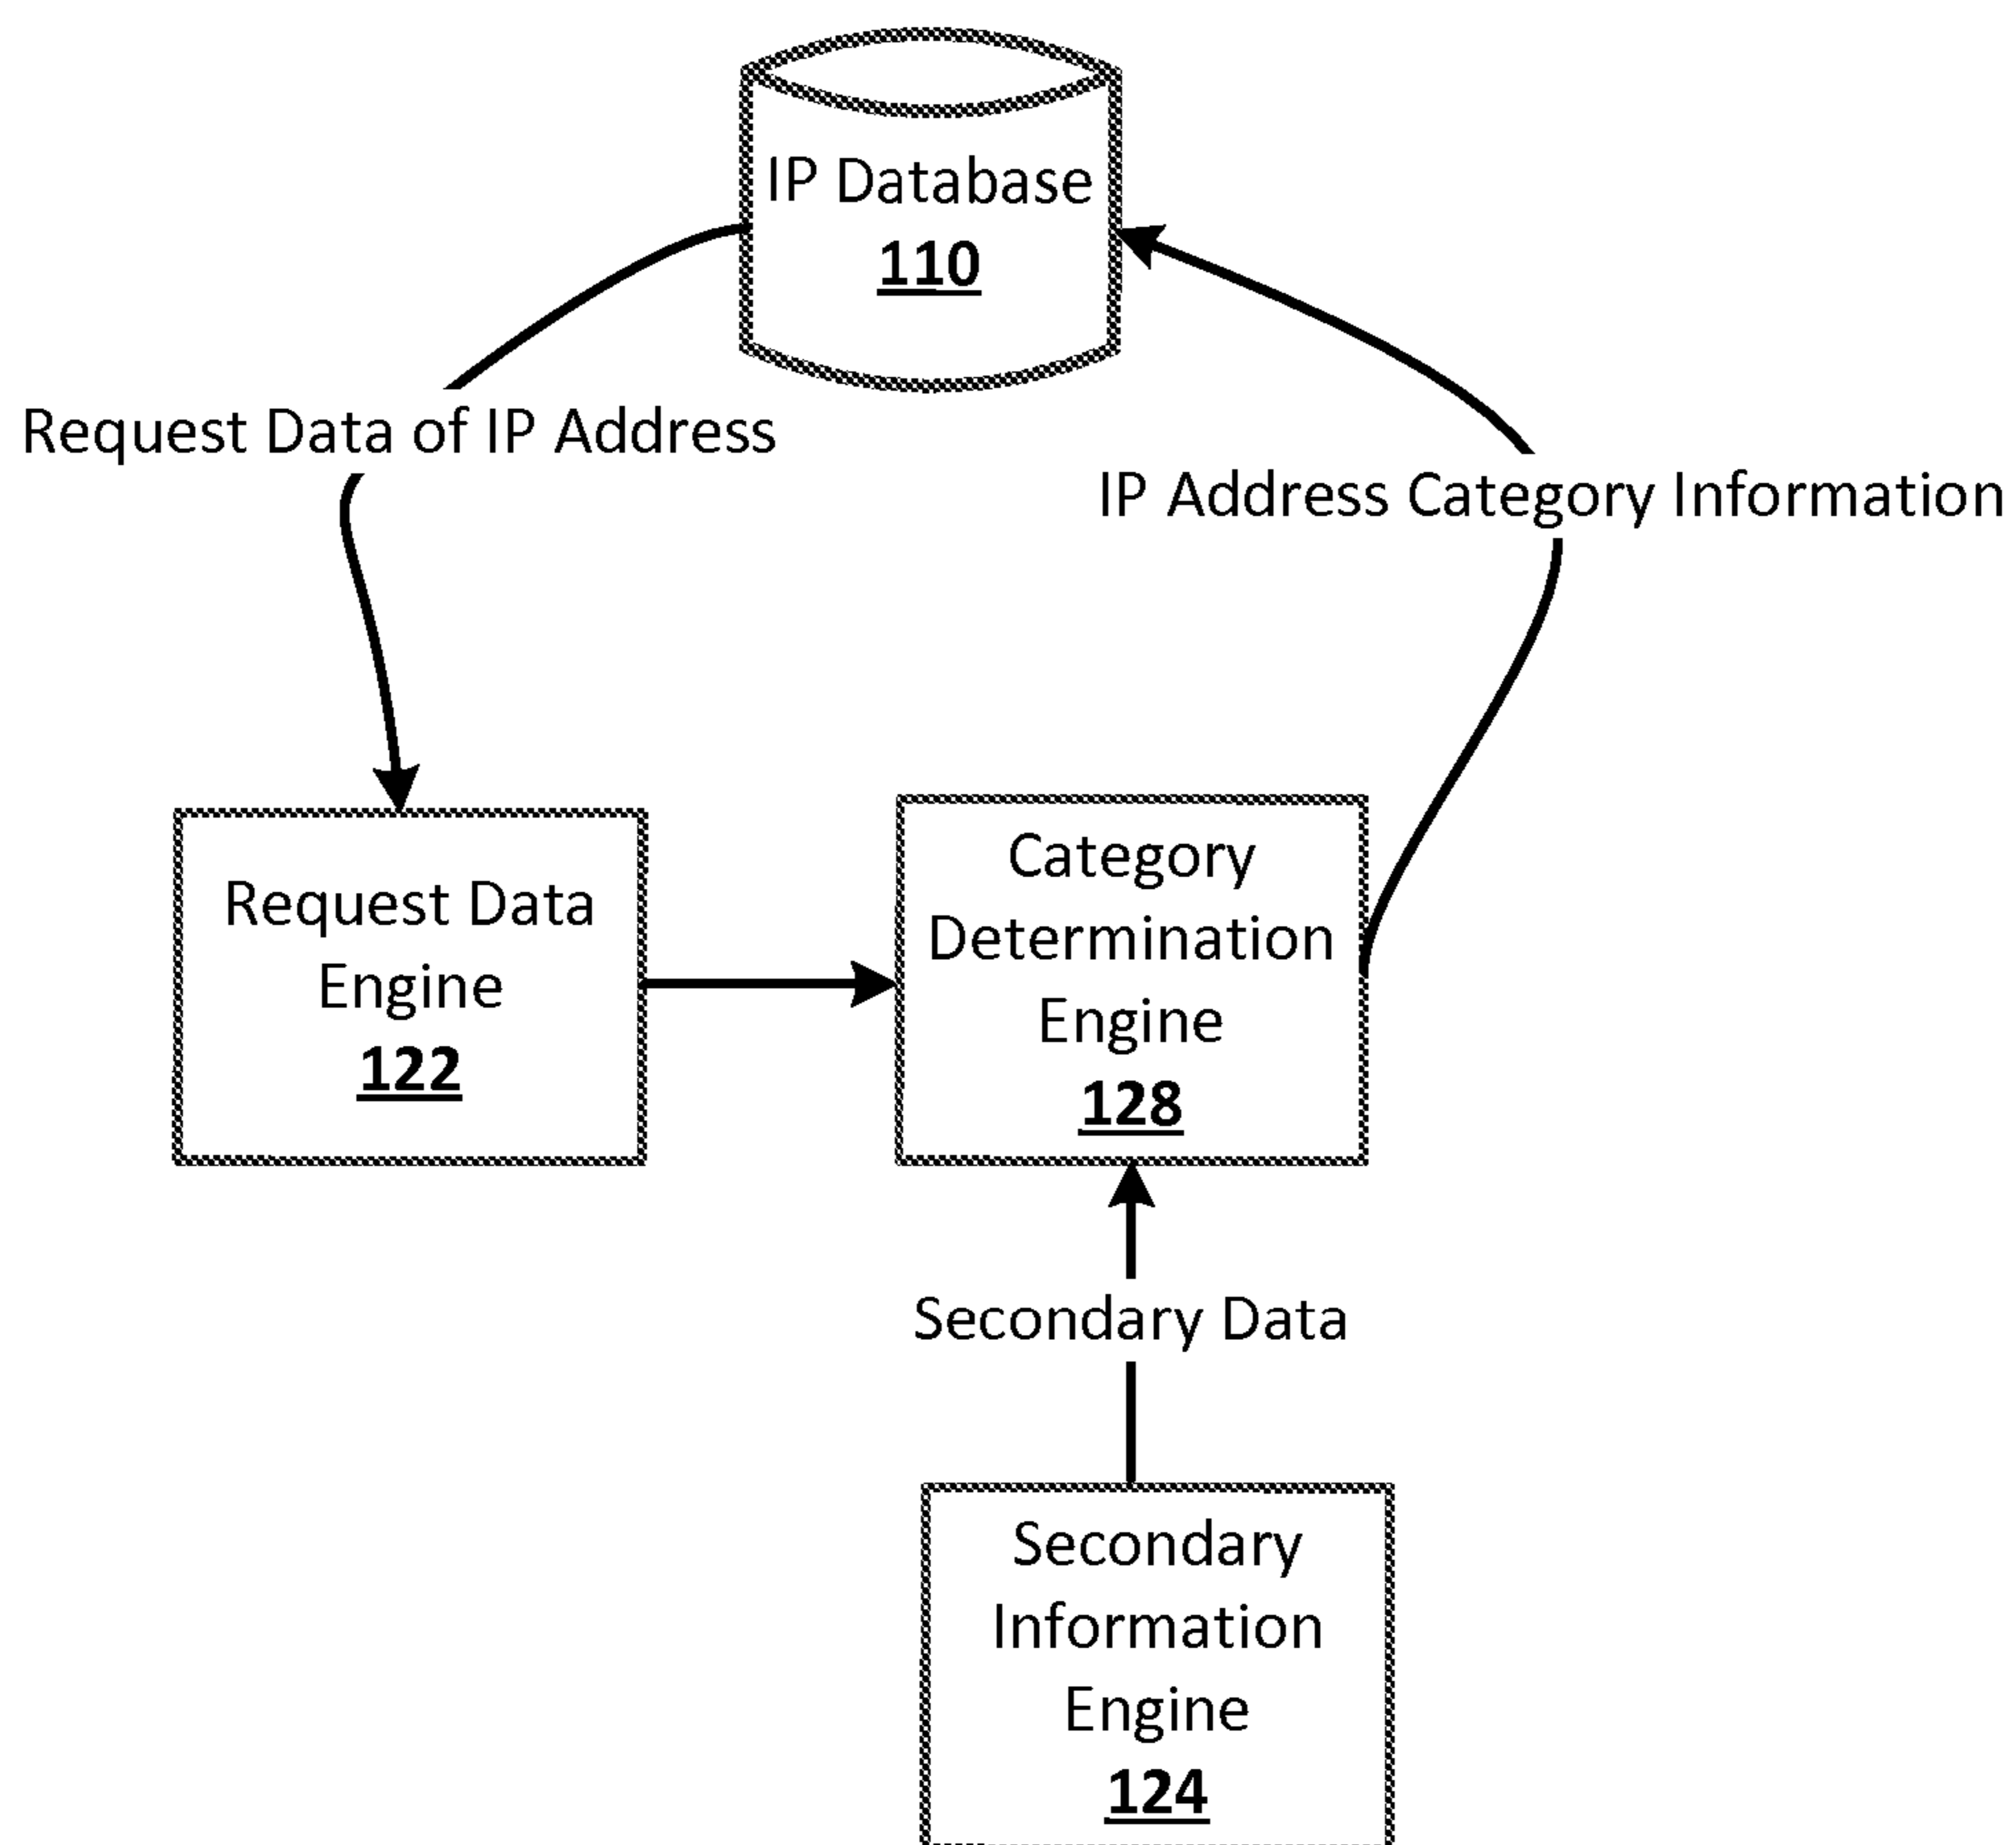 IP Database
110
Request Data of IP Address
IP Address Category Information
Request Data
Engine
122
Category
Determination
Engine
128
Secondary Data
Secondary
Information
Engine
124